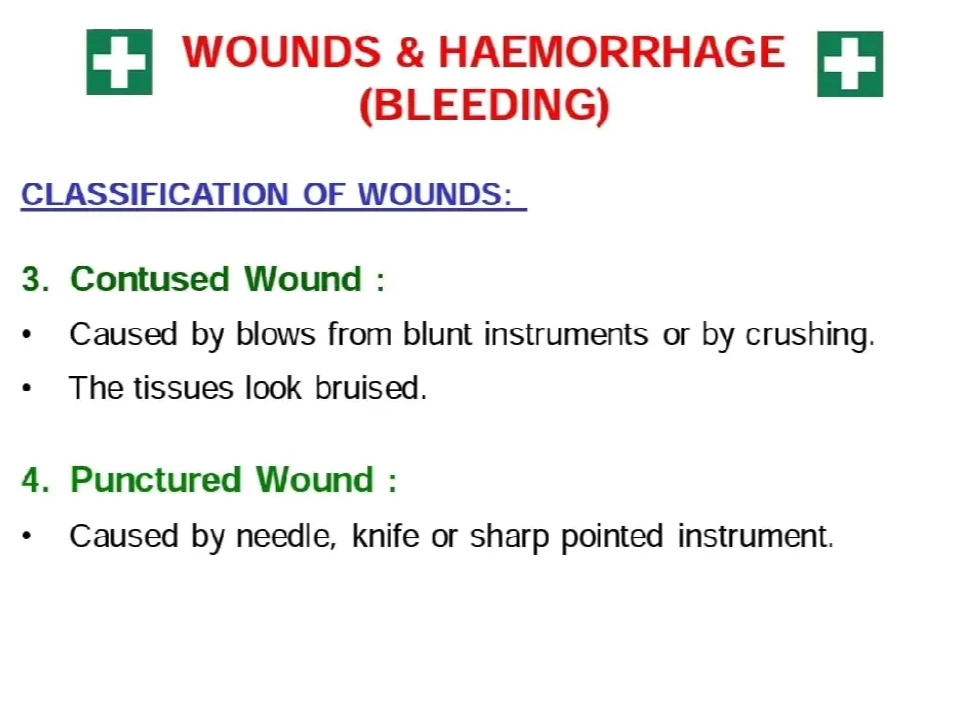 WOUNDS & HAEMORRHAGE
(BLEEDING)
CLASSIFICATION OF WOUNDS:
3. Contused Wound :
• Caused by blows from blunt instruments or by crushing.
• The tissues look bruised.
4. Punctured Wound :
• Caused by needle, knife or sharp pointed instrument.